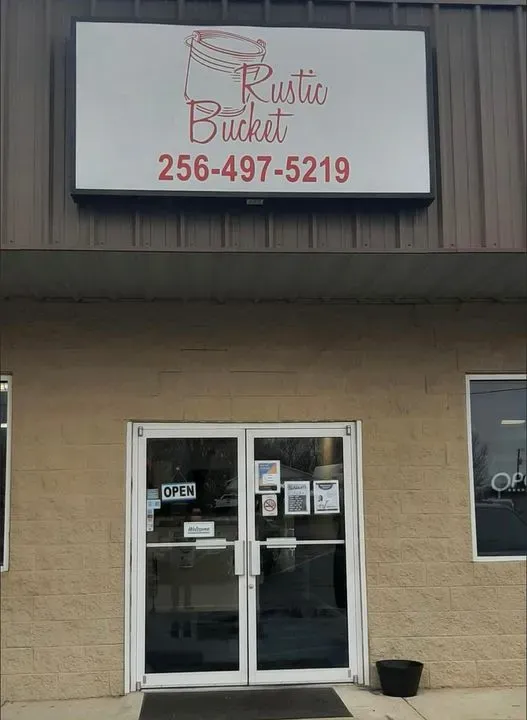 Rustic
Bucket
256-497-5219
OPEN
Welcome